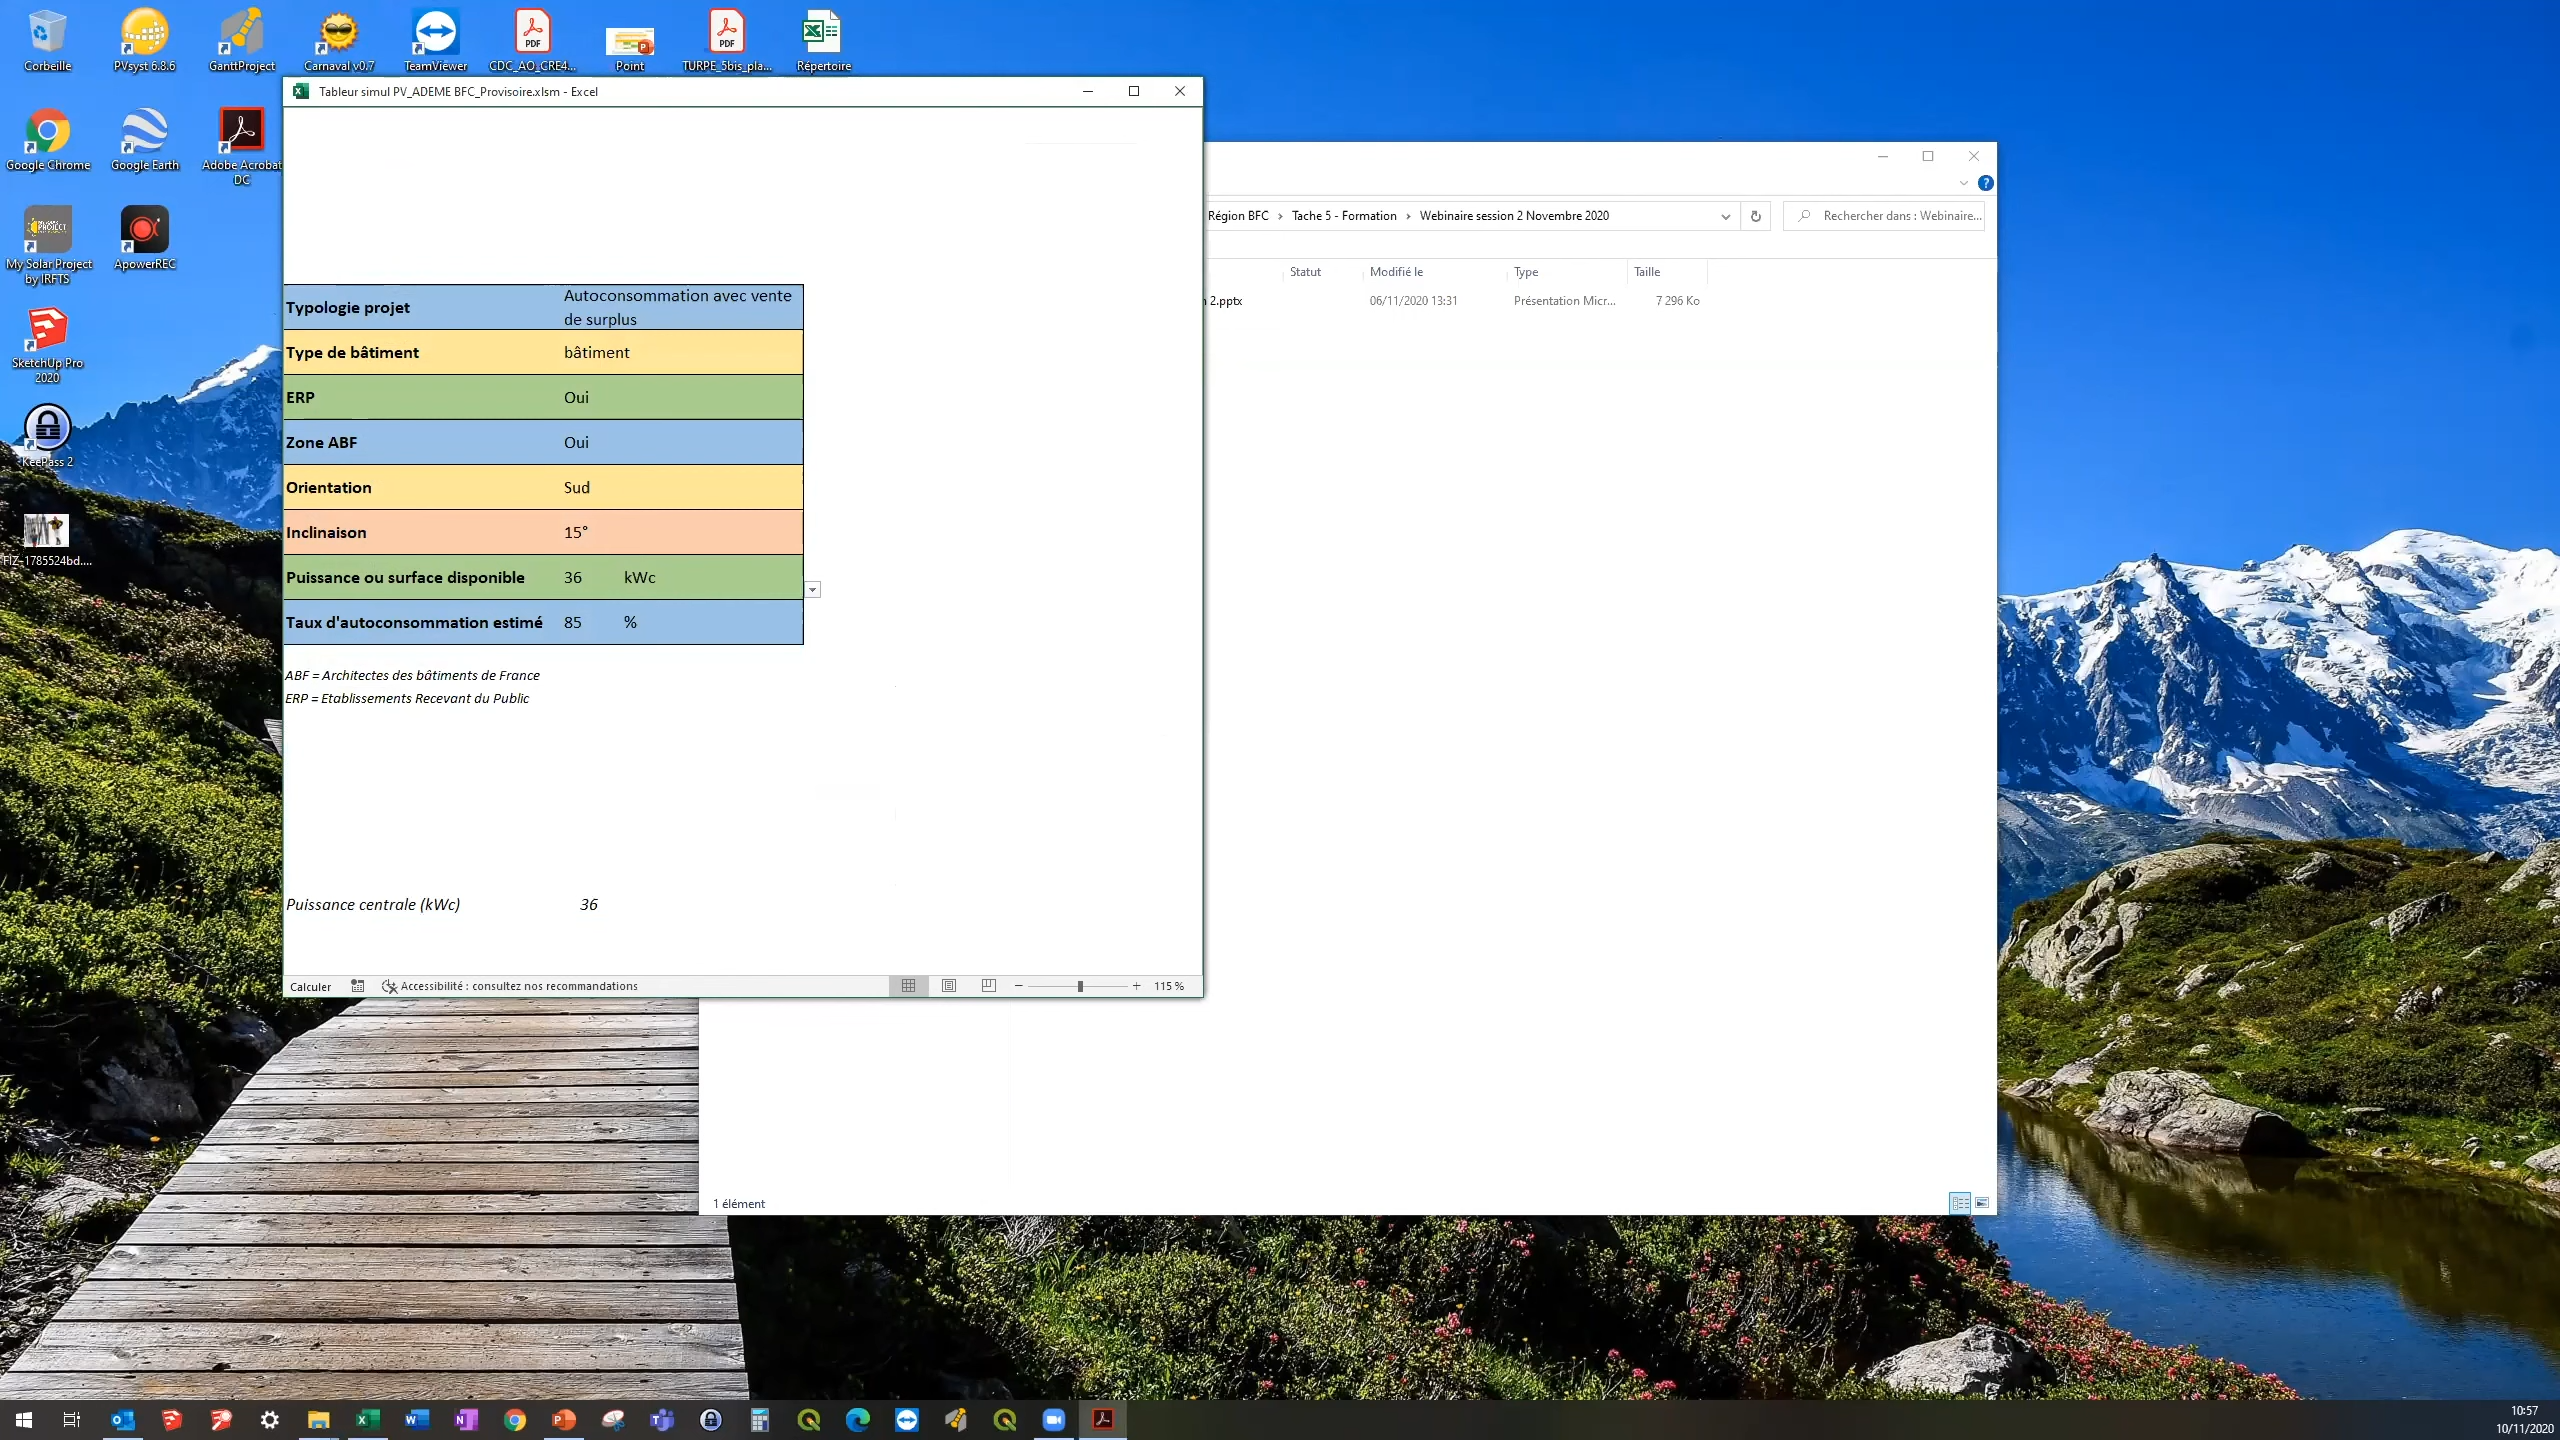 Corbeille
PVsyst 6.8.6
GanttProject
Carnaval v0.7
TeamViewer
CDC_AO_CRE4...
Point
TURPE_5bis_pla...
Répertoire
Google Chrome
Google Earth
Adobe Acrobat
DC
My Solar Project
by IRFTS
ApowerREC
SketchUp Pro
2020
KeePass 2
FIZ-1785524bd....
Tableur simul PV_ADEME BFC_Provisoire.xlsm - Excel
Typologie projet Autoconsommation avec vente
de surplus
Type de bâtiment bâtiment
ERP Oui
Zone ABF Oui
Orientation Sud
Inclinaison 15°
Puissance ou surface disponible 36 kWc
Taux d'autoconsommation estimé 85 %
ABF = Architectes des bâtiments de France
ERP = Etablissements Recevant du Public
Puissance centrale (kWc) 36
Calculer Accessibilité : consultez nos recommandations 115 %
Région BFC > Tache 5 - Formation > Webinaire session 2 Novembre 2020
Rechercher dans : Webinaire...
Statut Modifié le Type Taille
n 2.pptx 06/11/2020 13:31 Présentation Micr... 7 296 Ko
1 élément
10:57
10/11/2020